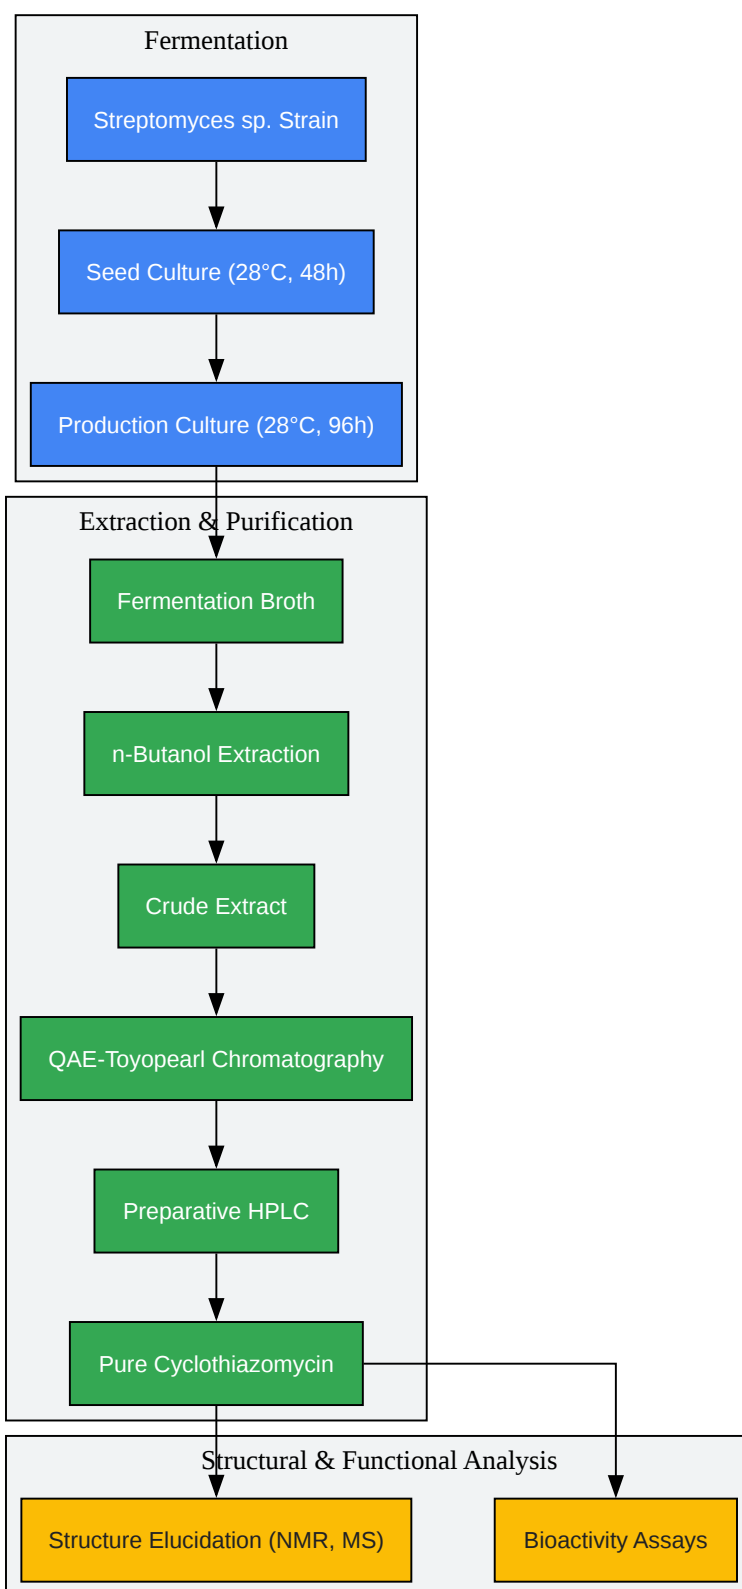 Fermentation
Streptomyces sp. Strain
Seed Culture (28°C, 48h)
Production Culture (28°C, 96h)
Extraction & Purification
Fermentation Broth
n-Butanol Extraction
Crude Extract
QAE-Toyopearl Chromatography
Preparative HPLC
Pure Cyclothiazomycin
Structural & Functional Analysis
Structure Elucidation (NMR, MS)
Bioactivity Assays